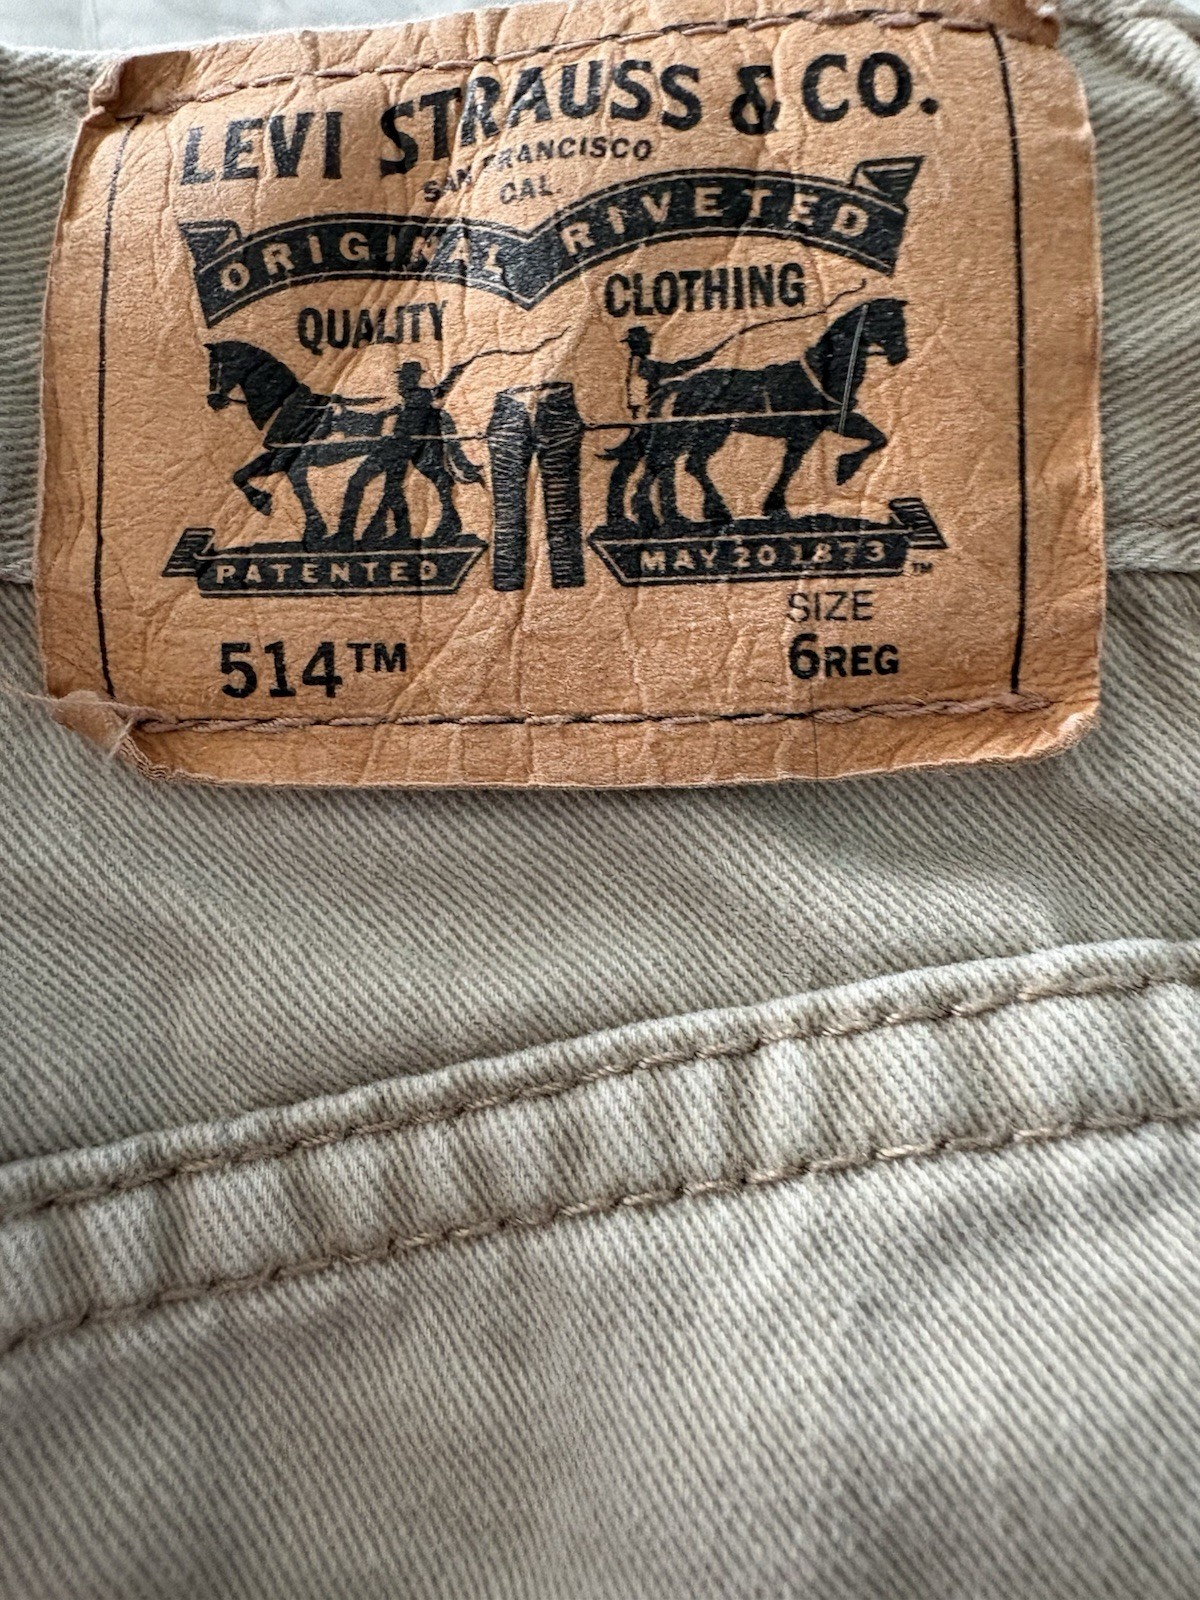 LEVI STRAUSS & CO.
SAN FRANCISCO
CAL.
ORIGINAL RIVETED
QUALITY CLOTHING
PATENTED MAY 20 1873 ™
SIZE
514™ 6REG